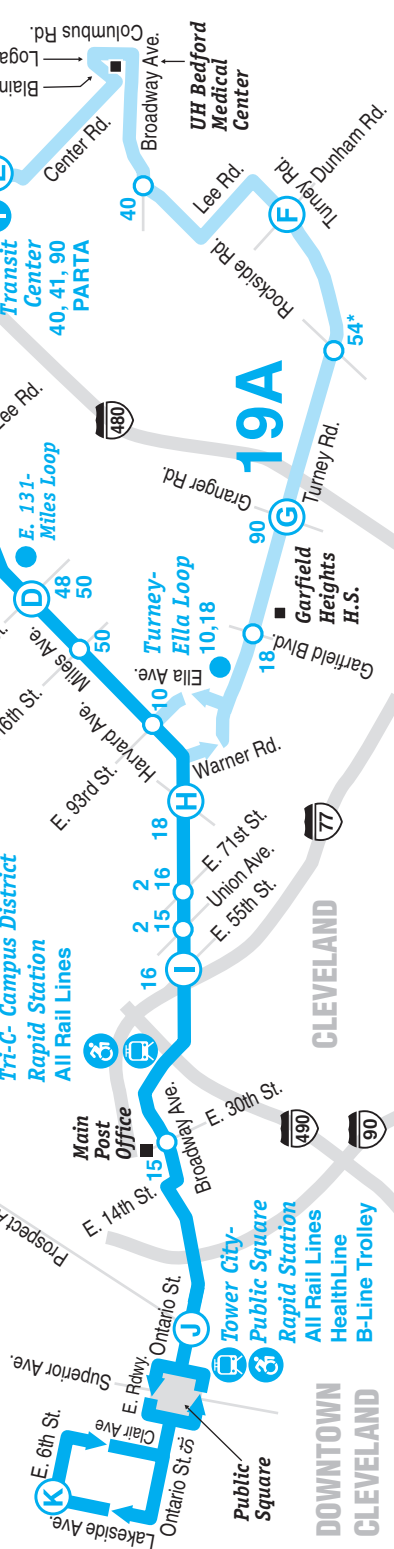 Columbus Rd.
Center Rd.
Broadway Ave.
UH Bedford
Medical
Center
Transit
Center
40, 41, 90
PARTA
40
Lee Rd.
Turney Rd.
Dunham Rd.
F
Turney Rd.
Rockside Rd.
54*
480
19A
Lee Rd.
E. 131-
Miles Loop
D
48
50
Granger Rd.
90
G
Turney Rd.
Garfield
Heights
H.S.
50
Miles Ave.
Turney-
Ella Loop
10,18
Ella Ave.
18
Garfield Blvd.
10
Harvard Ave.
E. 93rd St.
Warner Rd.
H
18
77
E. 71st St.
Union Ave.
E. 55th St.
2
16
2
15
16
I
CLEVELAND
Tri-C- Campus District
Rapid Station
All Rail Lines
Main
Post
Office
15
Broadway Ave.
E. 30th St.
490
90
E. 14th St.
J
Ontario St.
Tower City-
Public Square
Rapid Station
All Rail Lines
HealthLine
B-Line Trolley
Superior Ave.
E. Rdwy.
E. 6th St.
K
Clair Ave
St.
Lakeside Ave.
Ontario St.
Public
Square
DOWNTOWN
CLEVELAND